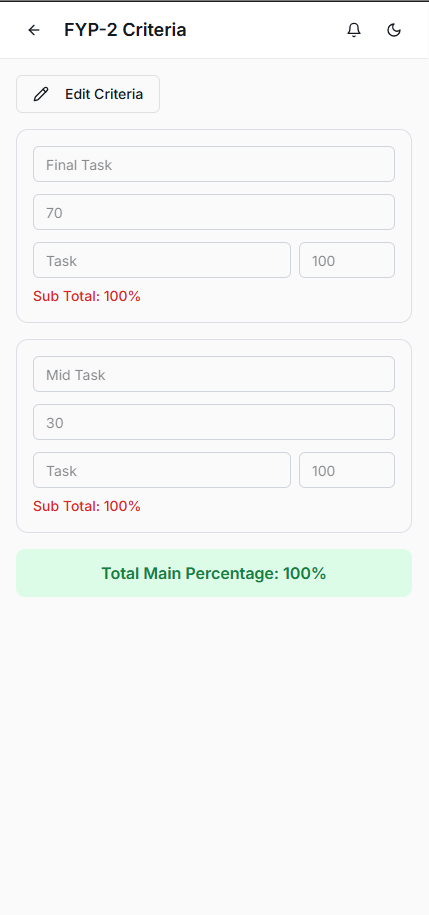 FYP-2 Criteria
Edit Criteria
Final Task
70
Task 100
Sub Total: 100%
Mid Task
30
Task 100
Sub Total: 100%
Total Main Percentage: 100%